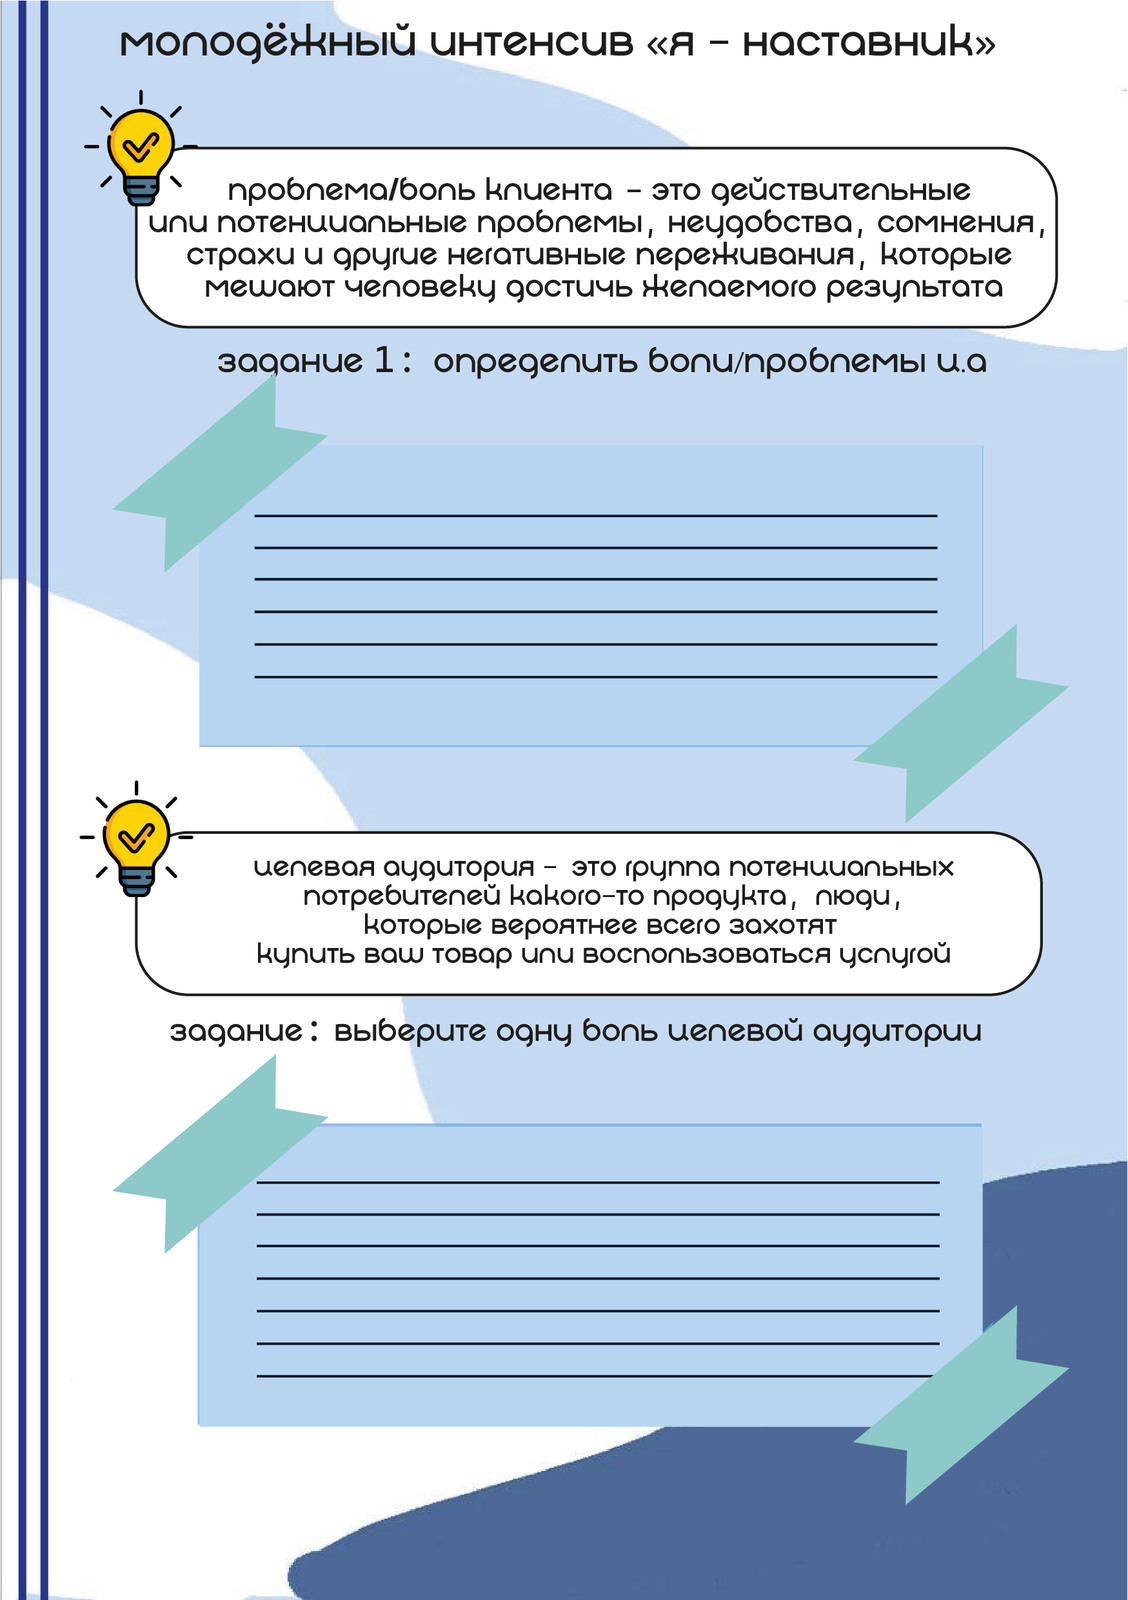 молодёжный интенсив «я - наставник»
проблема/боль клиента - это действительные
или потенциальные проблемы, неудобства, сомнения,
страхи и другие негативные переживания, которые
мешают человеку достичь желаемого результата
задание 1: определить боли/проблемы ц.а
целевая аудитория - это группа потенциальных
потребителей какого-то продукта, люди,
которые вероятнее всего захотят
купить ваш товар или воспользоваться услугой
задание: выберите одну боль целевой аудитории